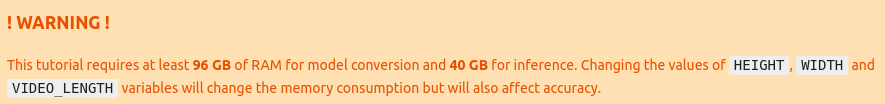 ! WARNING !
This tutorial requires at least 96 GB of RAM for model conversion and 40 GB for inference. Changing the values of HEIGHT, WIDTH and
VIDEO_LENGTH variables will change the memory consumption but will also affect accuracy.